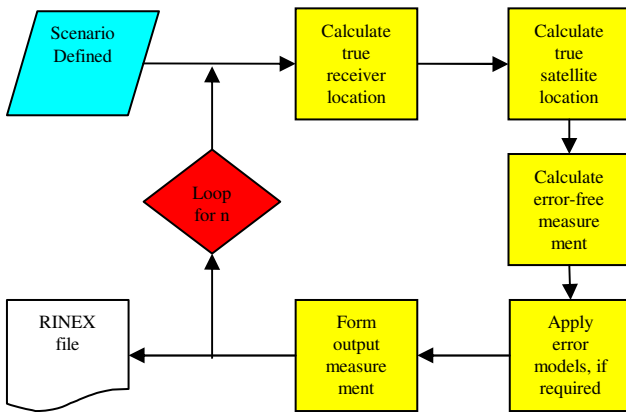 Scenario
Defined
Calculate
true
receiver
location
Calculate
true
satellite
location
Loop
for n
Calculate
error-free
measure
ment
RINEX
file
Form
output
measure
ment
Apply
error
models, if
required